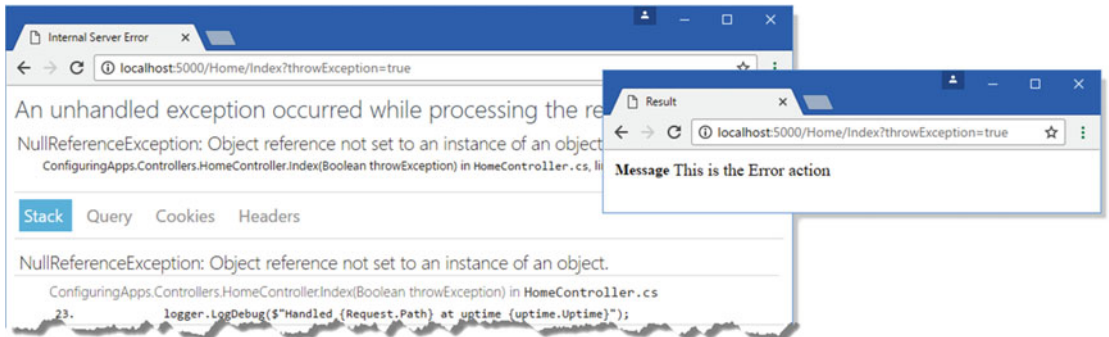 Internal Server Error
localhost:5000/Home/Index?throwException=true
An unhandled exception occurred while processing the re
NullReferenceException: Object reference not set to an instance of an object
ConfiguringApps.Controllers.HomeController.Index(Boolean throwException) in HomeController.cs, li
Stack Query Cookies Headers
NullReferenceException: Object reference not set to an instance of an object.
ConfiguringApps.Controllers.HomeController.Index(Boolean throwException) in HomeController.cs
23. logger.LogDebug($"Handled {Request.Path} at uptime {uptime.Uptime}");
Result
localhost:5000/Home/Index?throwException=true
Message This is the Error action